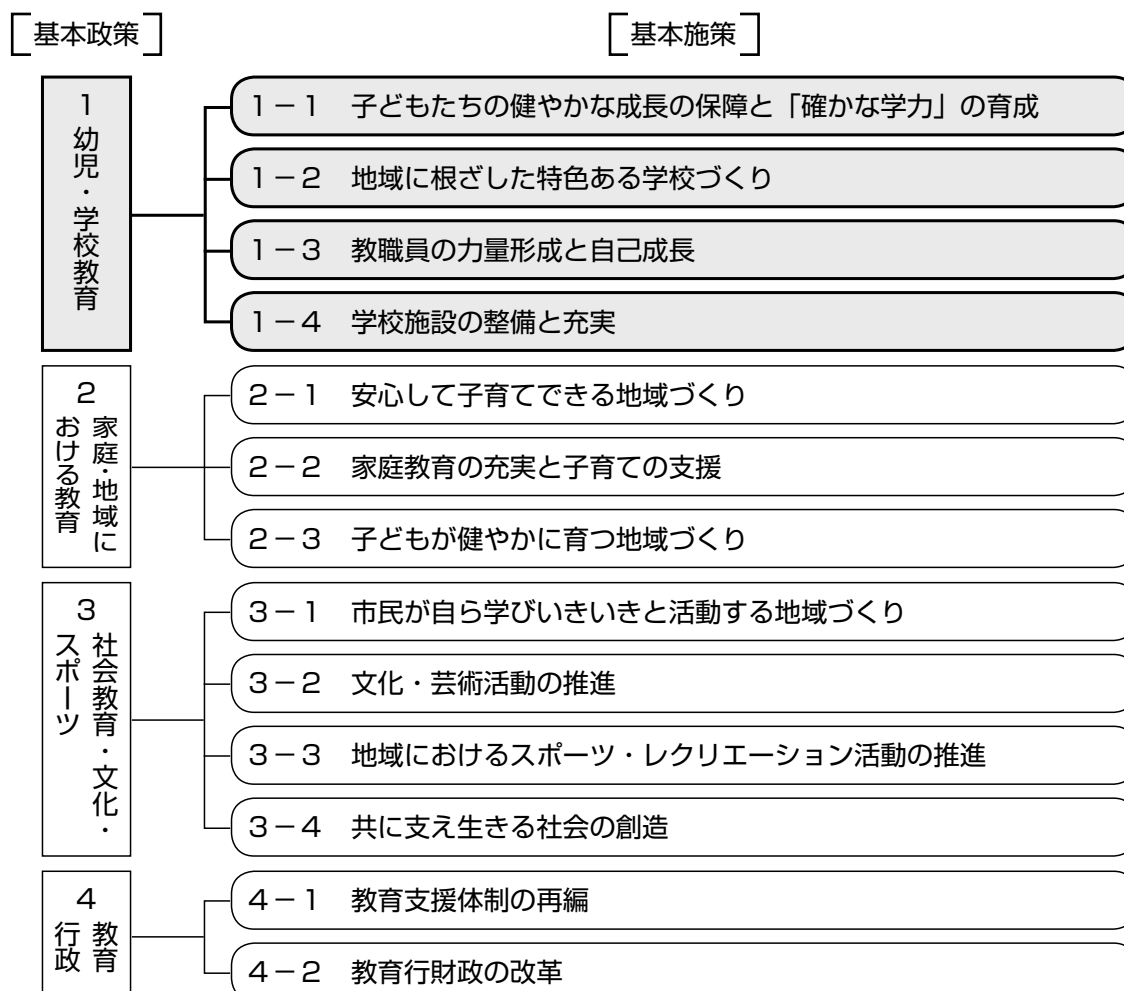 基本政策
基本施策
1
幼児・学校教育
1－1 子どもたちの健やかな成長の保障と「確かな学力」の育成
1－2 地域に根ざした特色ある学校づくり
1－3 教職員の力量形成と自己成長
1－4 学校施設の整備と充実
2
家庭・地域に
おける教育
2－1 安心して子育てできる地域づくり
2－2 家庭教育の充実と子育ての支援
2－3 子どもが健やかに育つ地域づくり
3
社会教育・文化・
スポーツ
3－1 市民が自ら学びいきいきと活動する地域づくり
3－2 文化・芸術活動の推進
3－3 地域におけるスポーツ・レクリエーション活動の推進
3－4 共に支え生きる社会の創造
4
教育
行政
4－1 教育支援体制の再編
4－2 教育行財政の改革